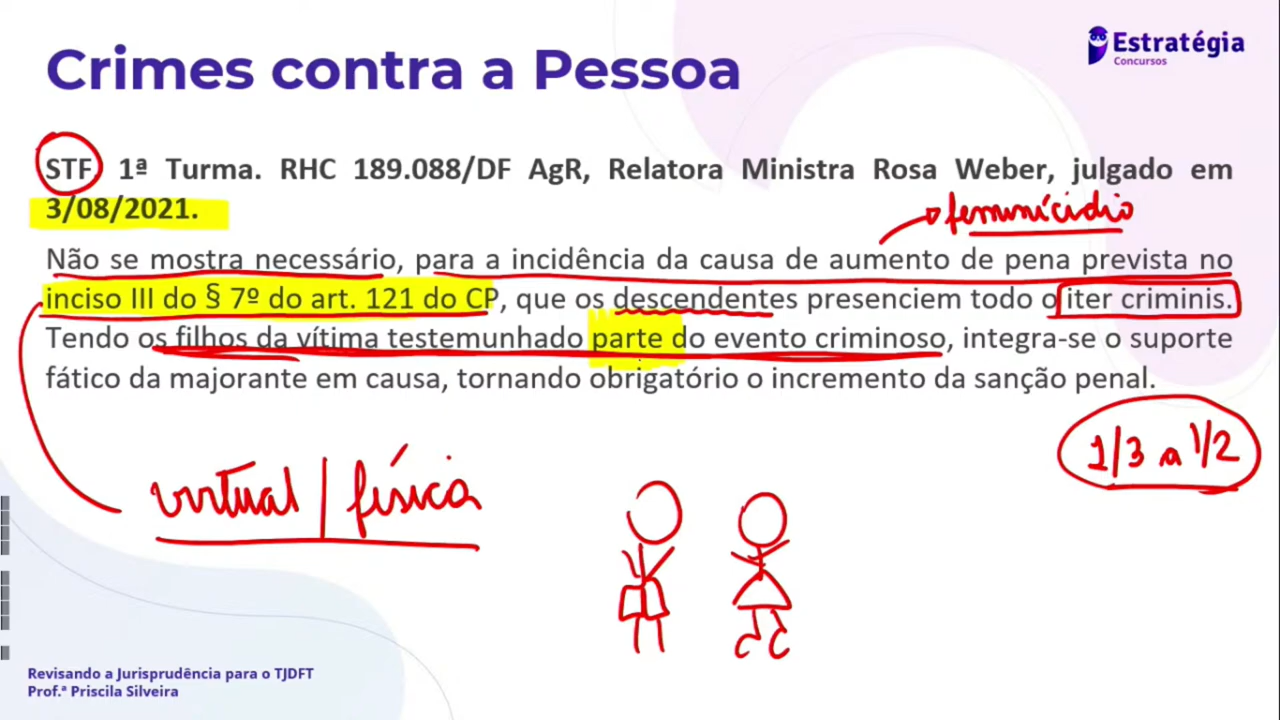 Crimes contra a Pessoa
Estratégia
Concursos
STF 1ª Turma. RHC 189.088/DF AgR, Relatora Ministra Rosa Weber, julgado em
3/08/2021.
feminicídio
Não se mostra necessário, para a incidência da causa de aumento de pena prevista no
inciso III do § 7º do art. 121 do CP, que os descendentes presenciem todo o iter criminis.
Tendo os filhos da vítima testemunhado parte do evento criminoso, integra-se o suporte
fático da majorante em causa, tornando obrigatório o incremento da sanção penal.
1/3 a 1/2
virtual | física
Revisando a Jurisprudência para o TJDFT
Prof.ª Priscila Silveira